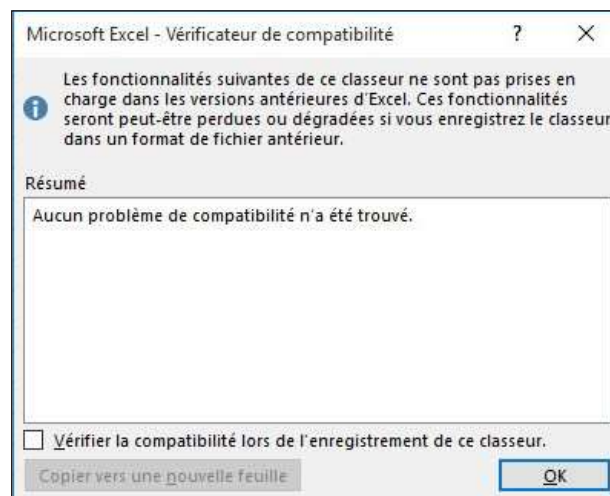 Microsoft Excel - Vérificateur de compatibilité ?
Les fonctionnalités suivantes de ce classeur ne sont pas prises en
charge dans les versions antérieures d'Excel. Ces fonctionnalités
seront peut-être perdues ou dégradées si vous enregistrez le classeur
dans un format de fichier antérieur.
Résumé
Aucun problème de compatibilité n'a été trouvé.
Vérifier la compatibilité lors de l'enregistrement de ce classeur.
Copier vers une nouvelle feuille OK